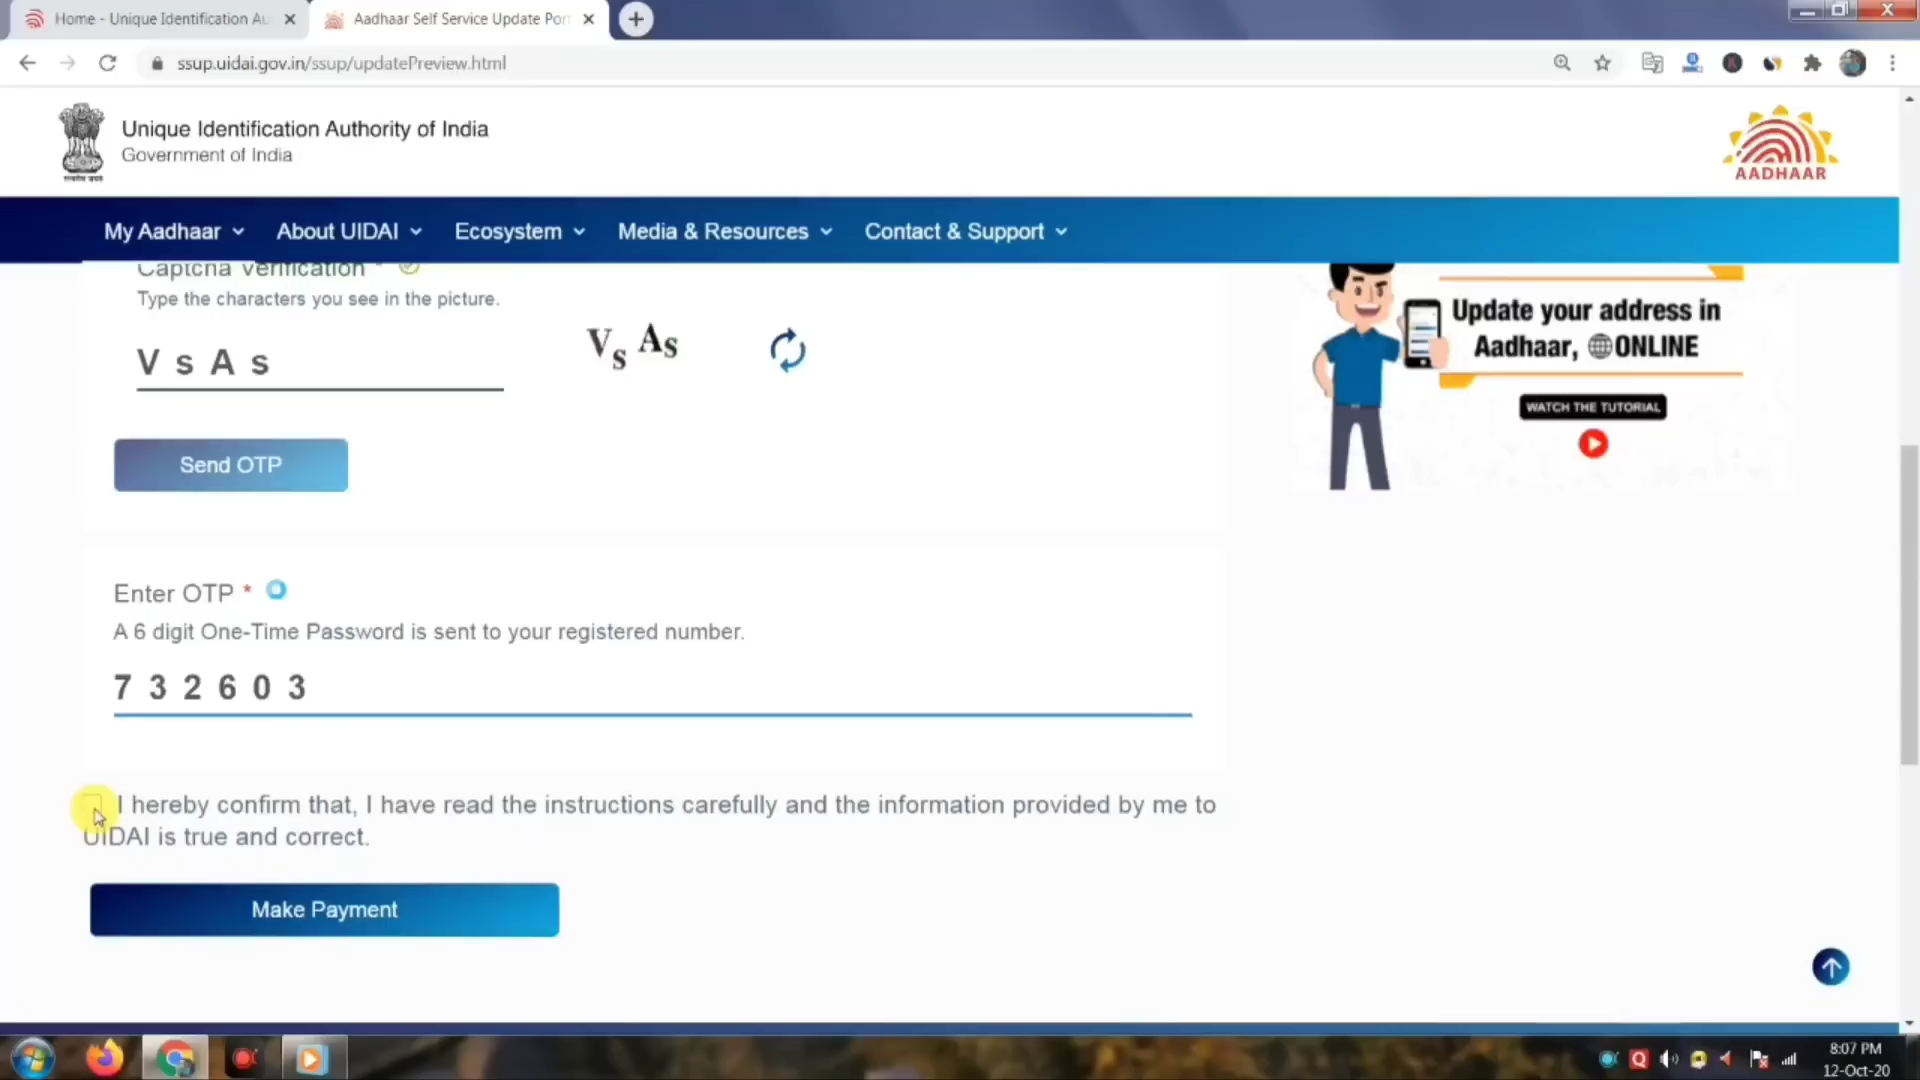 Home - Unique Identification Au
Aadhaar Self Service Update Por
ssup.uidai.gov.in/ssup/updatePreview.html
Unique Identification Authority of India
Government of India
AADHAAR
My Aadhaar
About UIDAI
Ecosystem
Media & Resources
Contact & Support
Captcha Verification *
Type the characters you see in the picture.
V s A s
Vs As
Send OTP
Update your address in
Aadhaar, ONLINE
WATCH THE TUTORIAL
Enter OTP *
A 6 digit One-Time Password is sent to your registered number.
7 3 2 6 0 3
I hereby confirm that, I have read the instructions carefully and the information provided by me to
UIDAI is true and correct.
Make Payment
8:07 PM
12-Oct-20